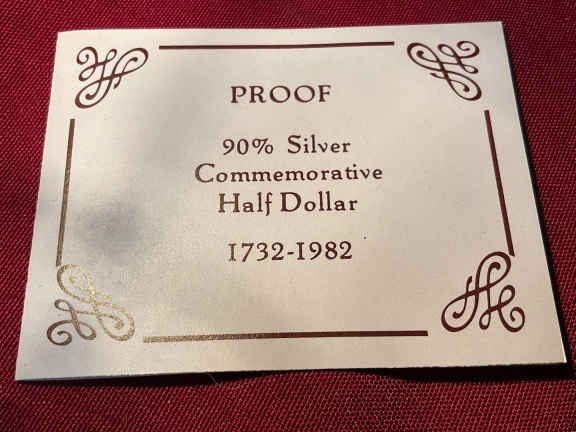 PROOF
90% Silver
Commemorative
Half Dollar
1732-1982